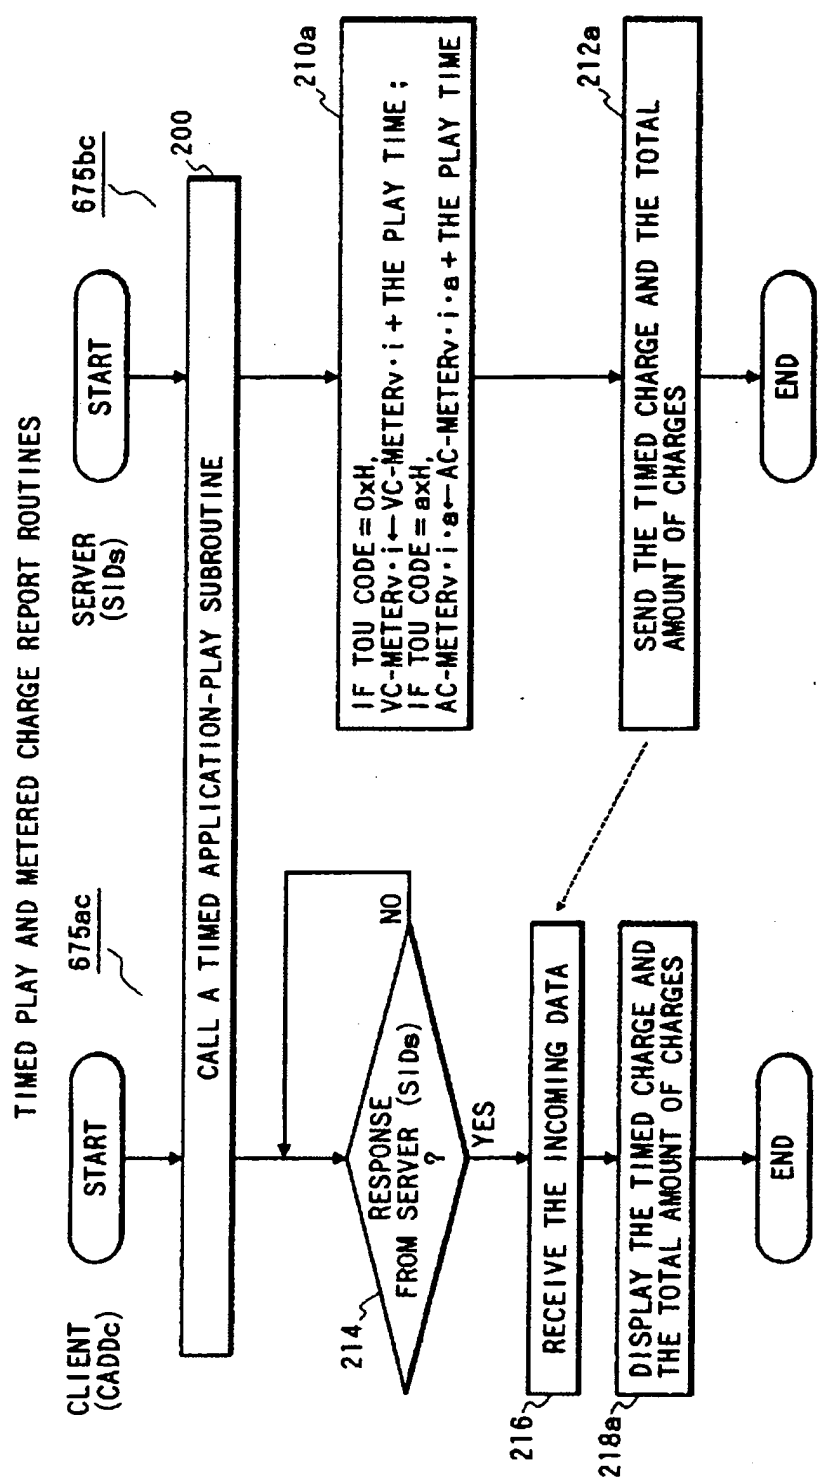 TIMED PLAY AND METERED CHARGE REPORT ROUTINES
CLIENT
(CADDc)
675ac
START
SERVER
(SIDs)
675bc
START
CALL A TIMED APPLICATION-PLAY SUBROUTINE
200
214
RESPONSE
FROM SERVER (SIDs)
?
NO
YES
IF TOU CODE=0xH,
VC-METERv·i←VC-METERv·i+THE PLAY TIME;
IF TOU CODE=axH,
AC-METERv·i·a←AC-METERv·i·a+THE PLAY TIME
210a
216
RECEIVE THE INCOMING DATA
218a
DISPLAY THE TIMED CHARGE AND
THE TOTAL AMOUNT OF CHARGES
SEND THE TIMED CHARGE AND THE TOTAL
AMOUNT OF CHARGES
212a
END
END